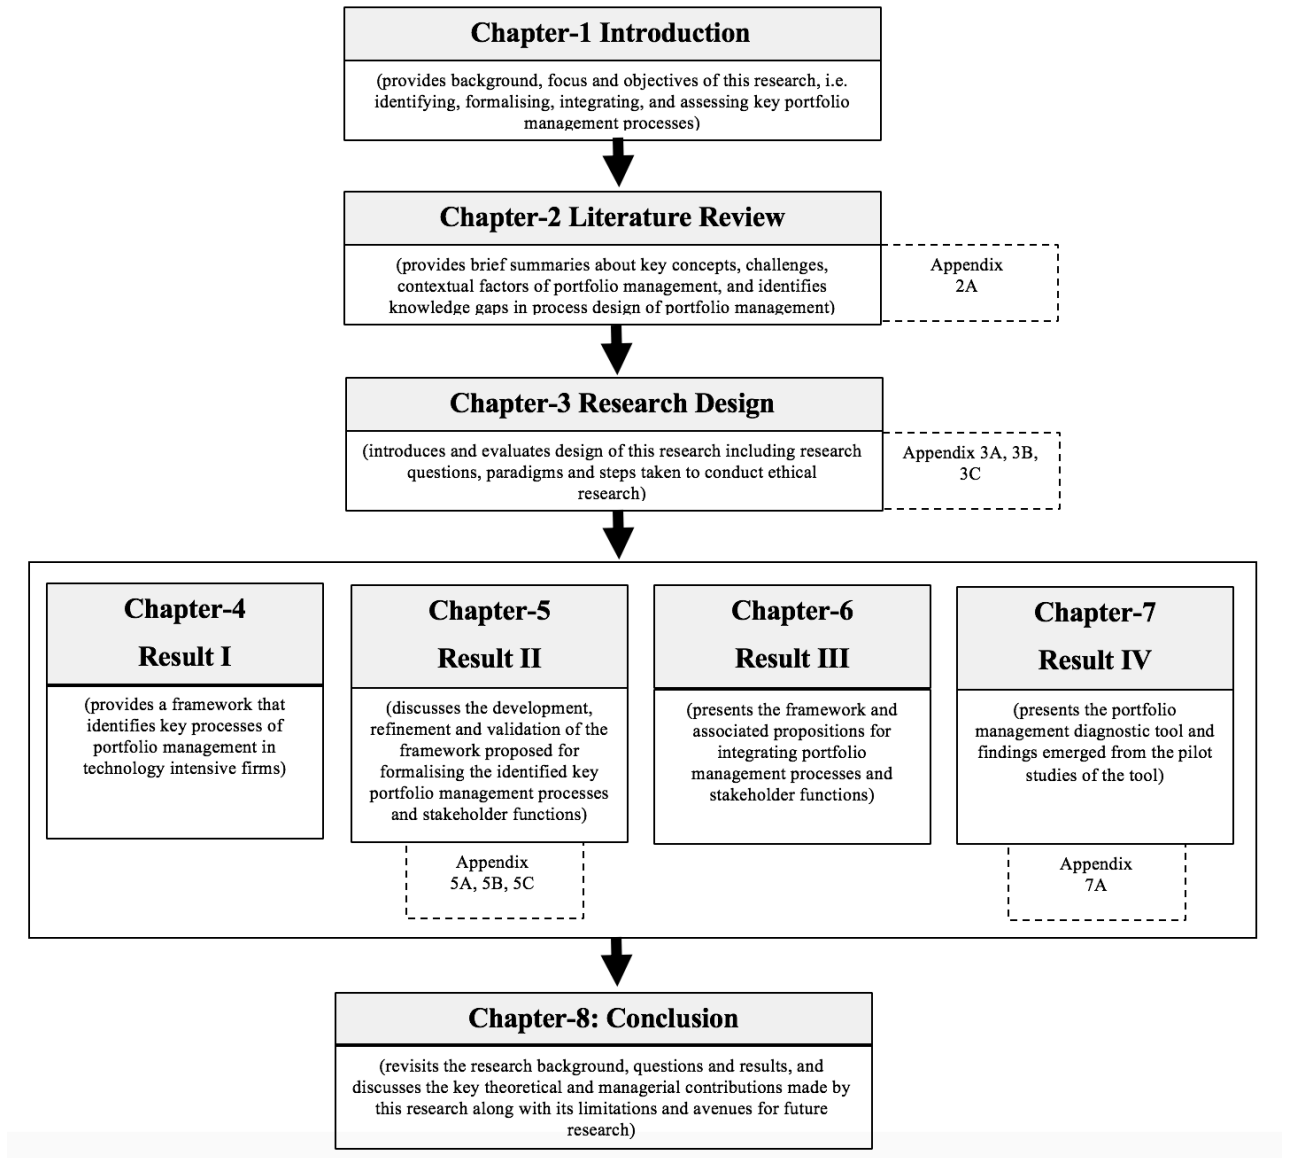 Chapter-1 Introduction
(provides background, focus and objectives of this research, i.e.
identifying, formalising, integrating, and assessing key portfolio
management processes)
Chapter-2 Literature Review
(provides brief summaries about key concepts, challenges,
contextual factors of portfolio management, and identifies
knowledge gaps in process design of portfolio management)
Appendix
2A
Chapter-3 Research Design
(introduces and evaluates design of this research including research
questions, paradigms and steps taken to conduct ethical
research)
Appendix 3A, 3B,
3C
Chapter-4
Result I
(provides a framework that
identifies key processes of
portfolio management in
technology intensive firms)
Chapter-5
Result II
(discusses the development,
refinement and validation of the
framework proposed for
formalising the identified key
portfolio management processes
and stakeholder functions)
Appendix
5A, 5B, 5C
Chapter-6
Result III
(presents the framework and
associated propositions for
integrating portfolio
management processes and
stakeholder functions)
Chapter-7
Result IV
(presents the portfolio
management diagnostic tool and
findings emerged from the pilot
studies of the tool)
Appendix
7A
Chapter-8: Conclusion
(revisits the research background, questions and results, and
discusses the key theoretical and managerial contributions made by
this research along with its limitations and avenues for future
research)